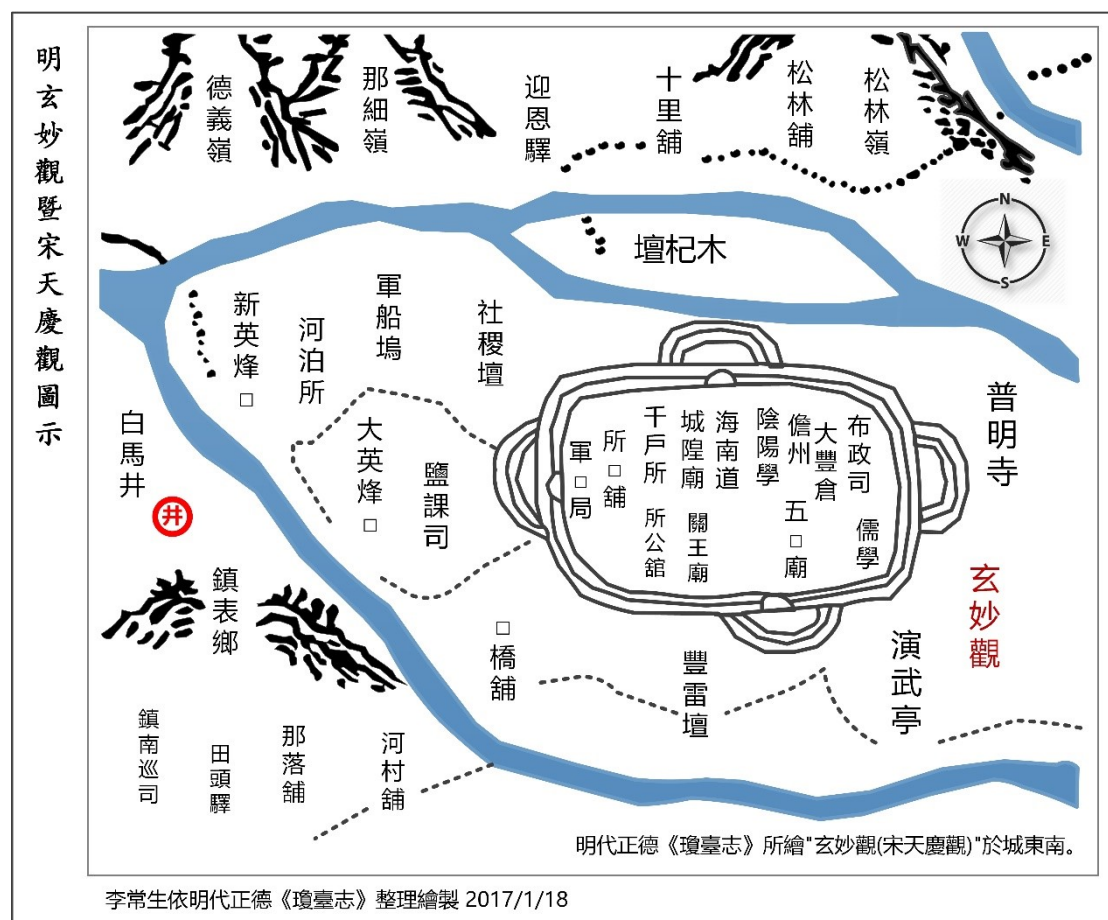 明玄妙觀暨宋天慶觀圖示
德義嶺
那細嶺
迎恩驛
十里舖
松林舖
松林嶺
N
W
E
S
壇杞木
新英烽□
河泊所
軍船塢
社稷壇
白馬井
井
大英烽□
鹽課司
軍□局
所□舖
千戶所
所公舘
城隍廟
關王廟
海南道
陰陽學
儋州
大豐倉
五□廟
布政司
儒學
普明寺
玄妙觀
鎮表鄉
□橋舖
豐雷壇
演武亭
鎮南巡司
田頭驛
那落舖
河村舖
明代正德《瓊臺志》所繪"玄妙觀(宋天慶觀)"於城東南。
李常生依明代正德《瓊臺志》整理繪製 2017/1/18